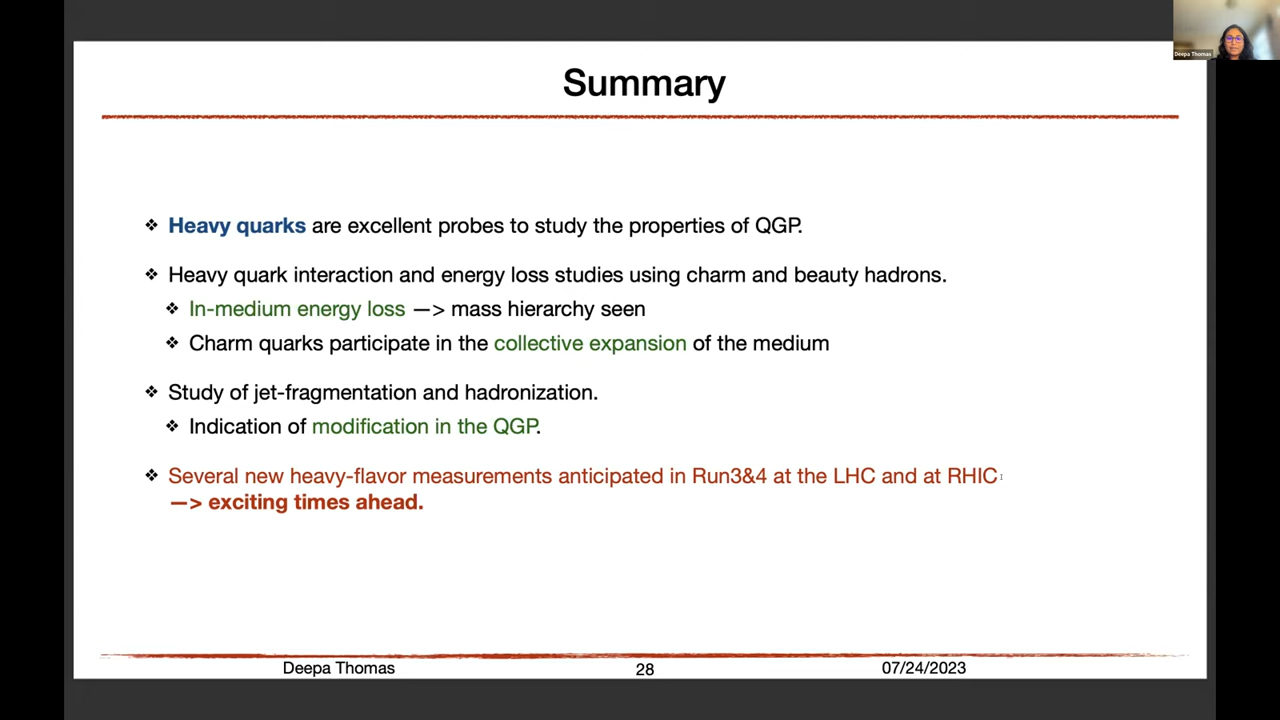 Deepa Thomas
Summary
❖ Heavy quarks are excellent probes to study the properties of QGP.
❖ Heavy quark interaction and energy loss studies using charm and beauty hadrons.
❖ In-medium energy loss —> mass hierarchy seen
❖ Charm quarks participate in the collective expansion of the medium
❖ Study of jet-fragmentation and hadronization.
❖ Indication of modification in the QGP.
❖ Several new heavy-flavor measurements anticipated in Run3&4 at the LHC and at RHIC
—> exciting times ahead.
Deepa Thomas 28 07/24/2023